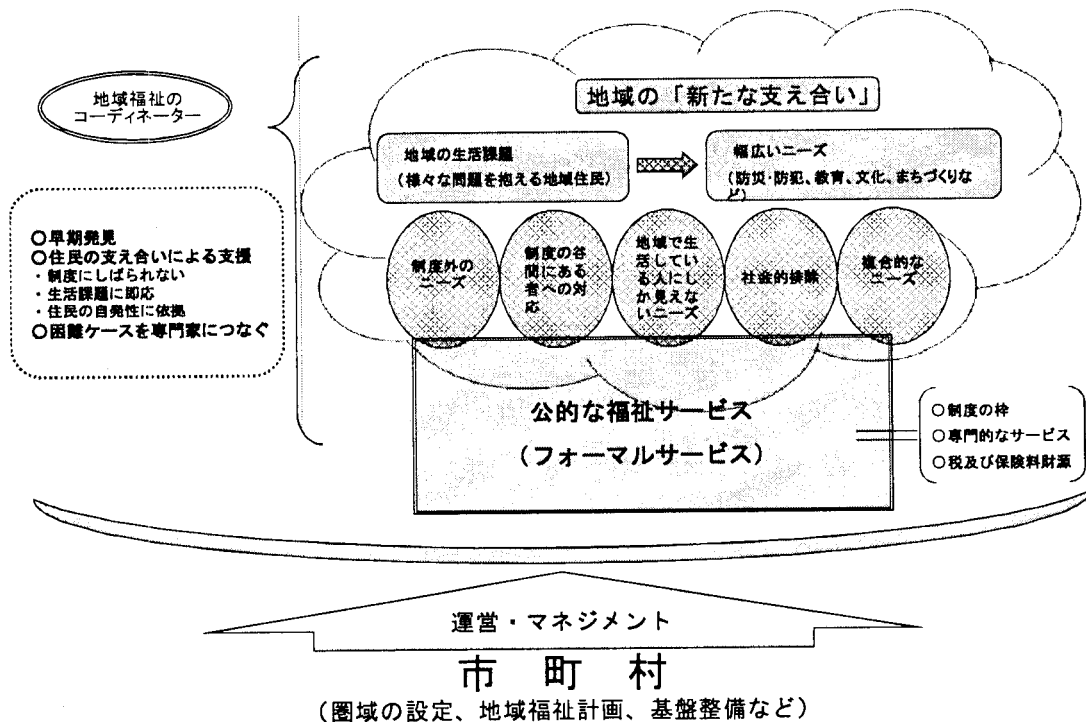 地域福祉の
コーディネーター
地域の「新たな支え合い」
地域の生活課題
(様々な問題を抱える地域住民)
幅広いニーズ
(防災・防犯、教育、文化、まちづくりな
ど)
○早期発見
○住民の支え合いによる支援
・制度にしばられない
・生活課題に即応
・住民の自発性に依拠
○困難ケースを専門家につなぐ
制度外の
ニーズ
制度の谷
間にある
者への対
応
地域で生
活してい
る人にし
か見えな
いニーズ
社会的排除
複合的な
ニーズ
公的な福祉サービス
(フォーマルサービス)
○制度の枠
○専門的なサービス
○税及び保険料財源
運営・マネジメント
市 町 村
(圏域の設定、地域福祉計画、基盤整備など)